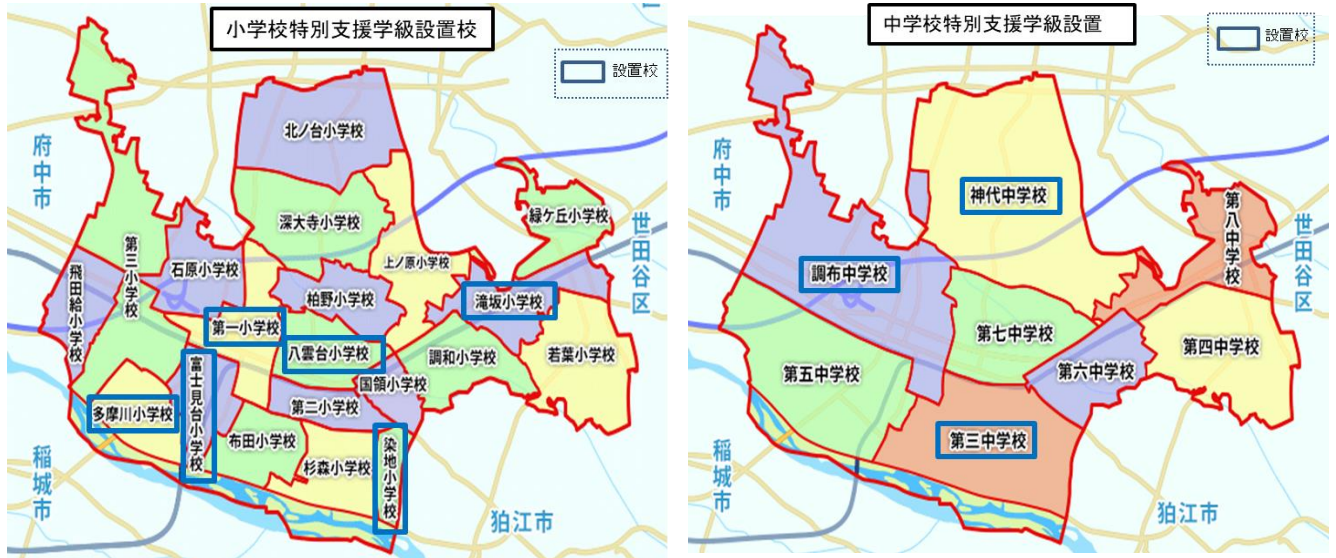 小学校特別支援学級設置校
設置校
府中市
世田谷区
稲城市
狛江市
北ノ台小学校
深大寺小学校
緑ケ丘小学校
第三小学校
石原小学校
上ノ原小学校
飛田給小学校
柏野小学校
滝坂小学校
第一小学校
八雲台小学校
調和小学校
若葉小学校
富士見台小学校
国領小学校
多摩川小学校
第二小学校
布田小学校
杉森小学校
染地小学校
中学校特別支援学級設置
設置校
府中市
世田谷区
稲城市
狛江市
神代中学校
第八中学校
調布中学校
第七中学校
第四中学校
第五中学校
第六中学校
第三中学校